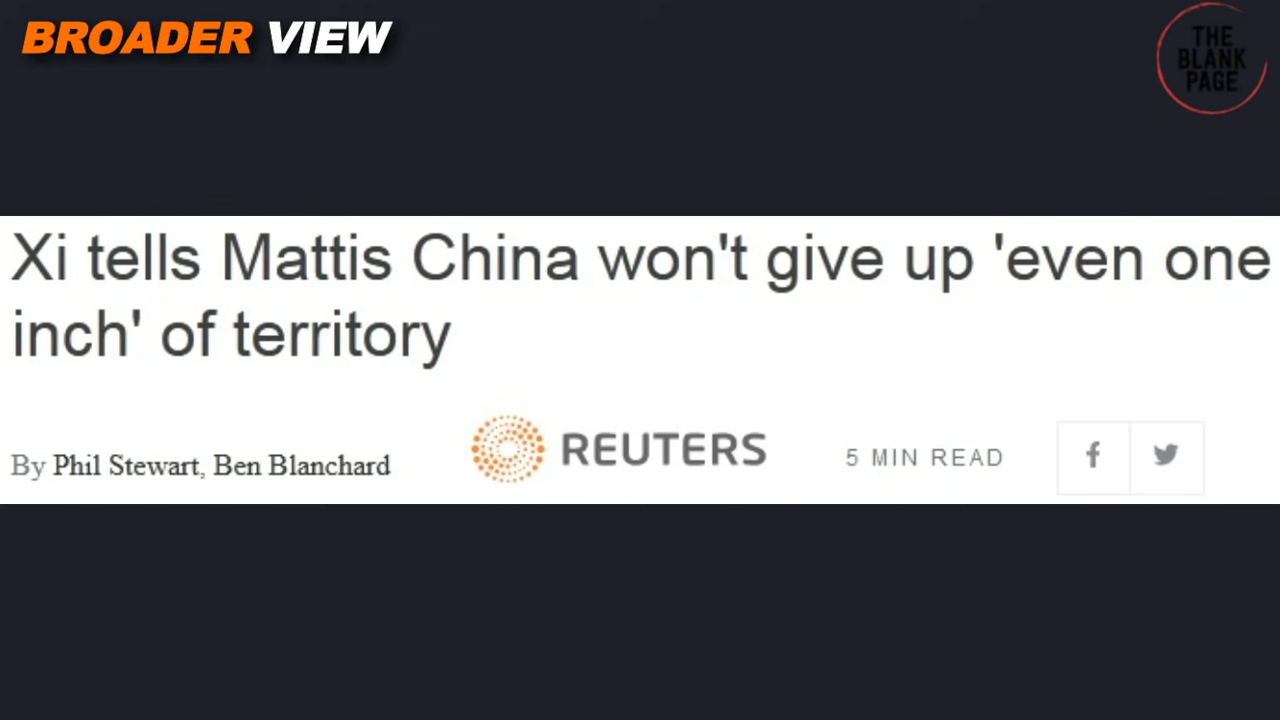 BROADER VIEW
THE
BLANK
PAGE
Xi tells Mattis China won't give up 'even one
inch' of territory
By Phil Stewart, Ben Blanchard
REUTERS
5 MIN READ